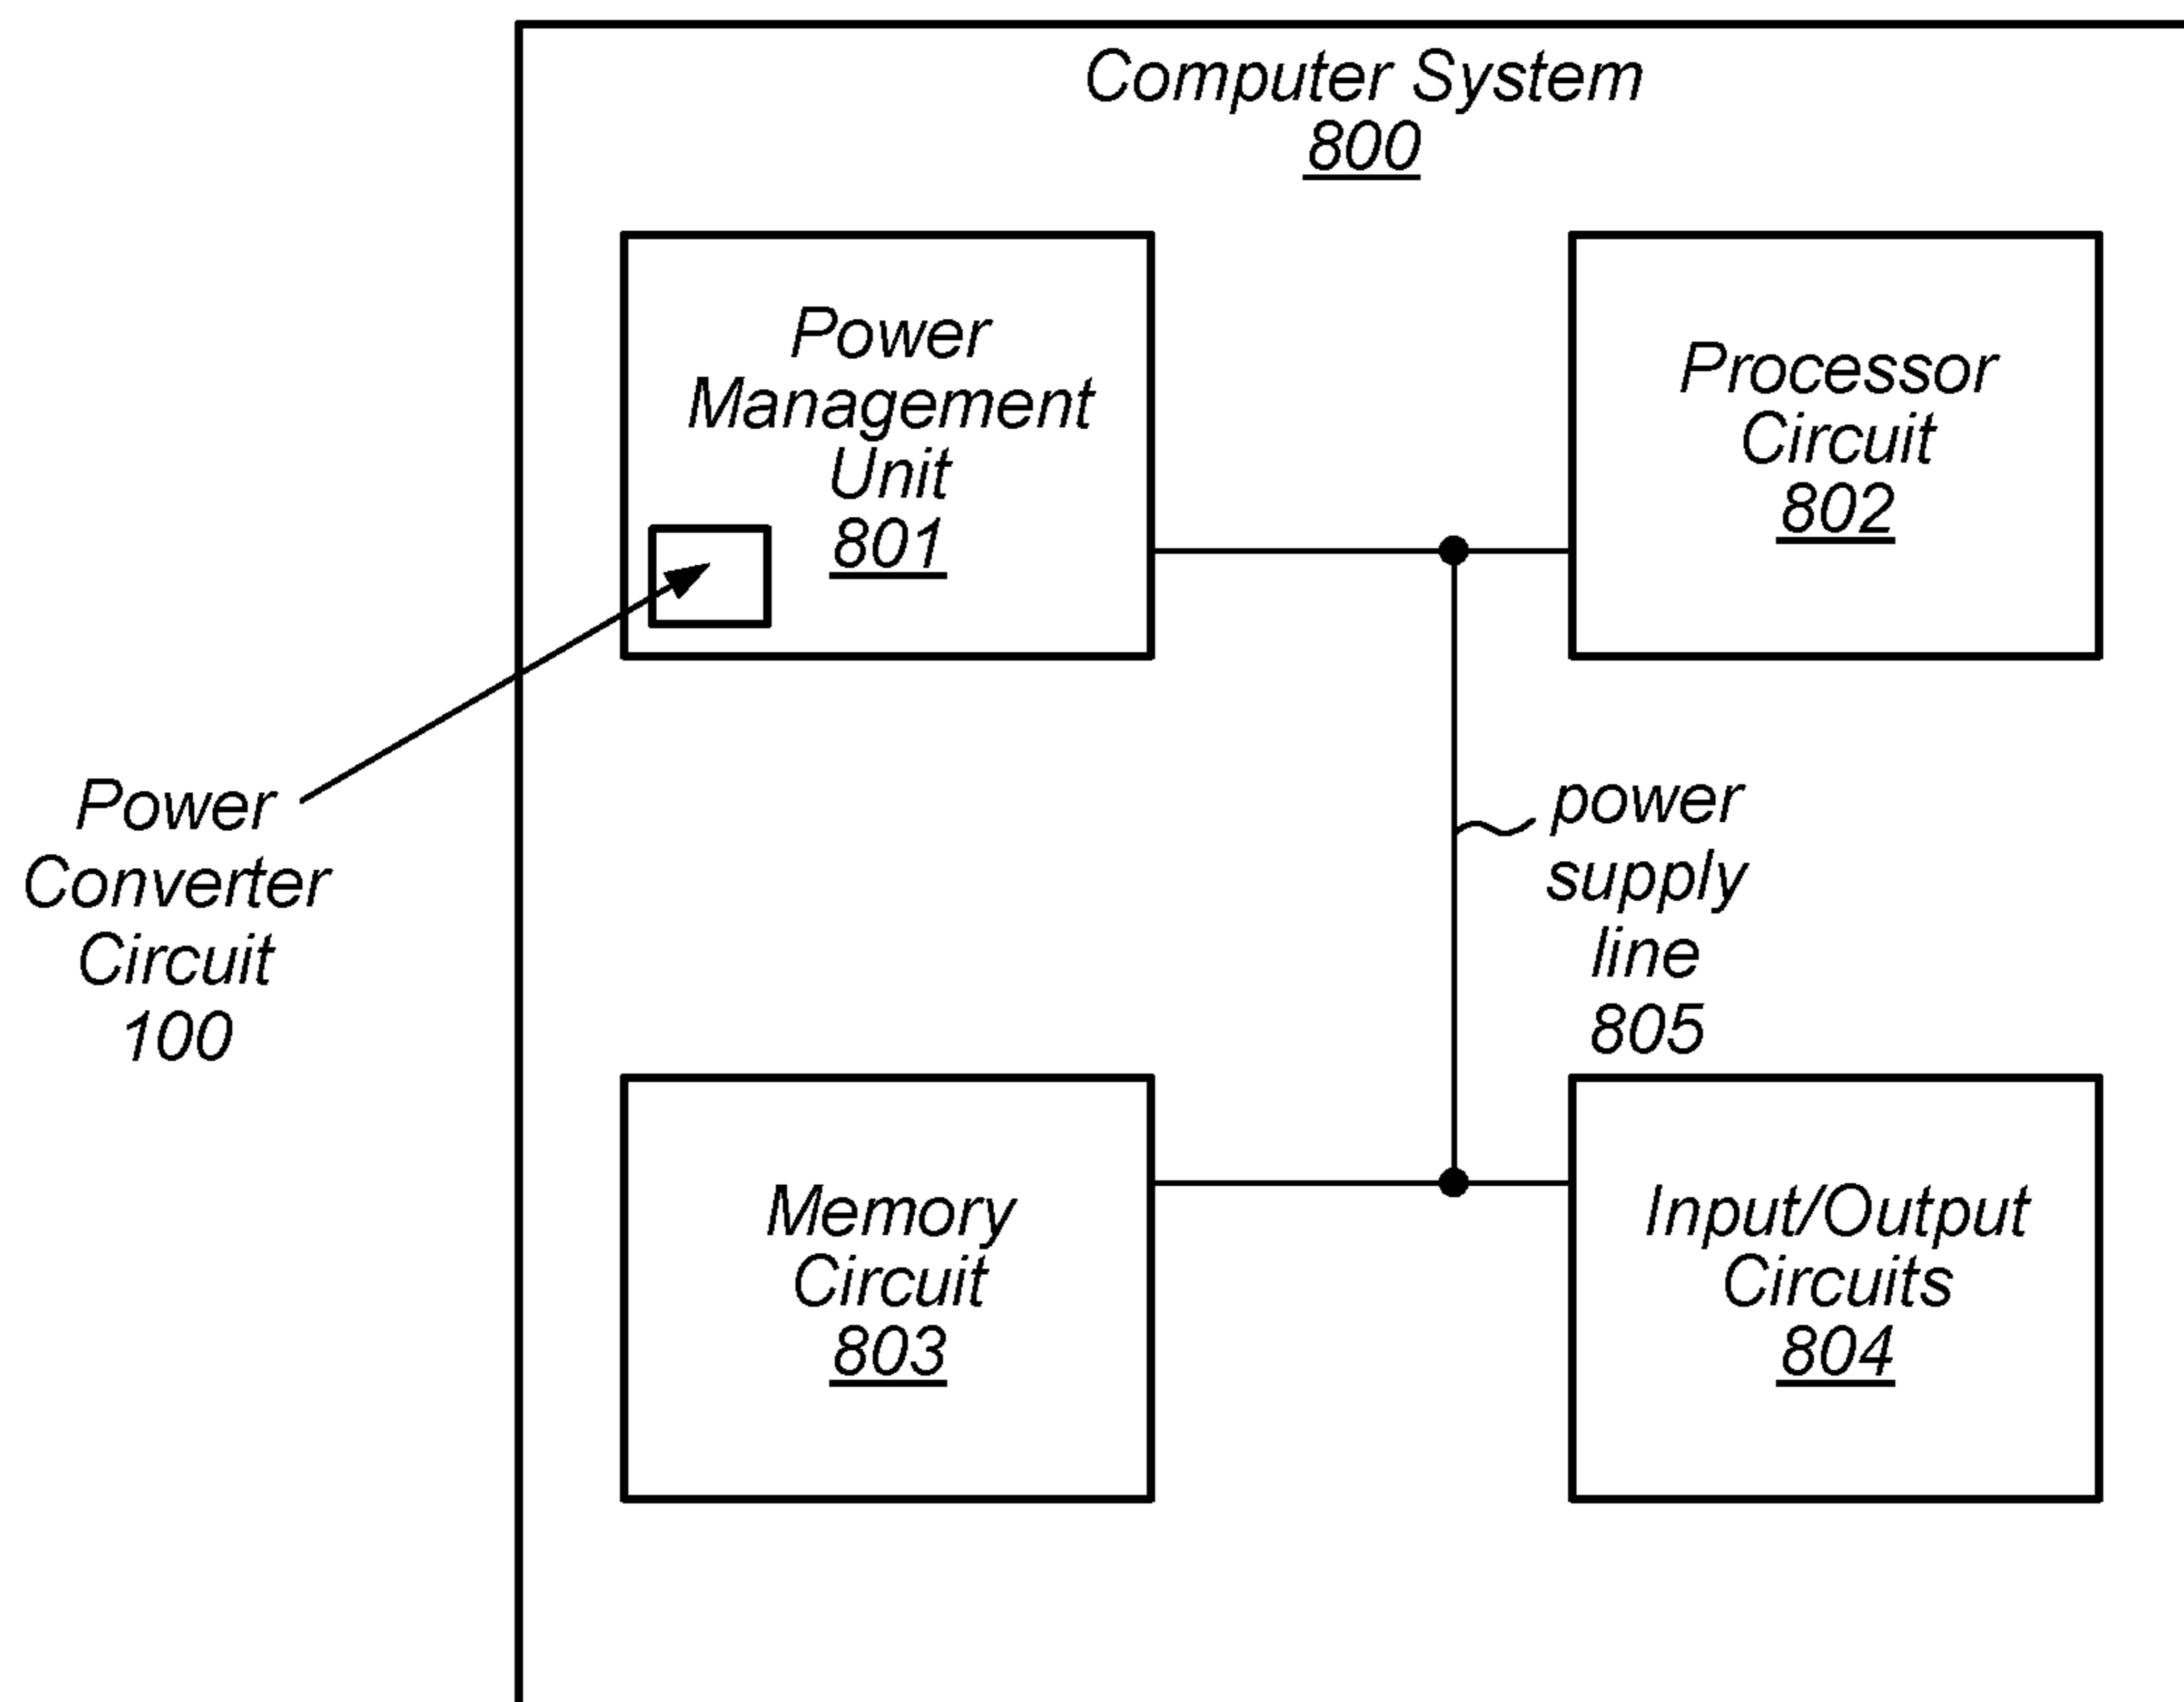 Computer System
800
Power
Management
Unit
801
Processor
Circuit
802
Power
Converter
Circuit
100
power
supply
line
805
Memory
Circuit
803
Input/Output
Circuits
804